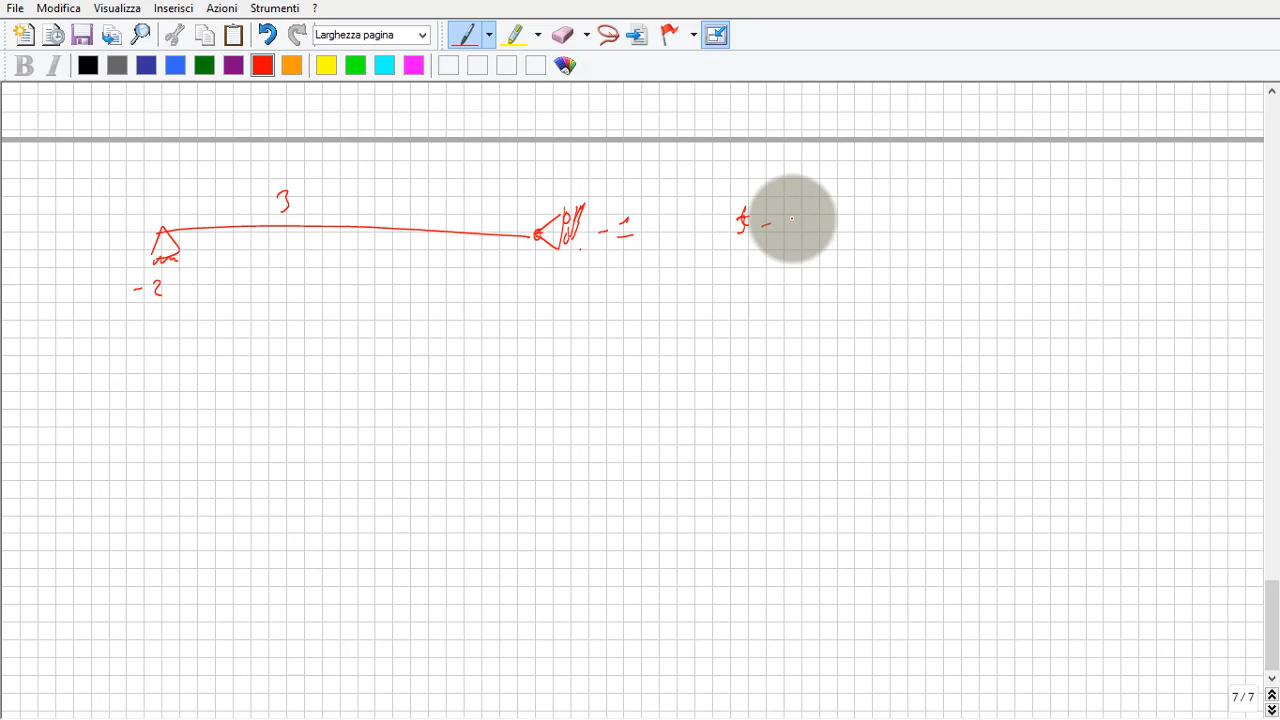 File Modifica Visualizza Inserisci Azioni Strumenti ?
Larghezza pagina
B I
3
- 1
-
- 2
7 / 7